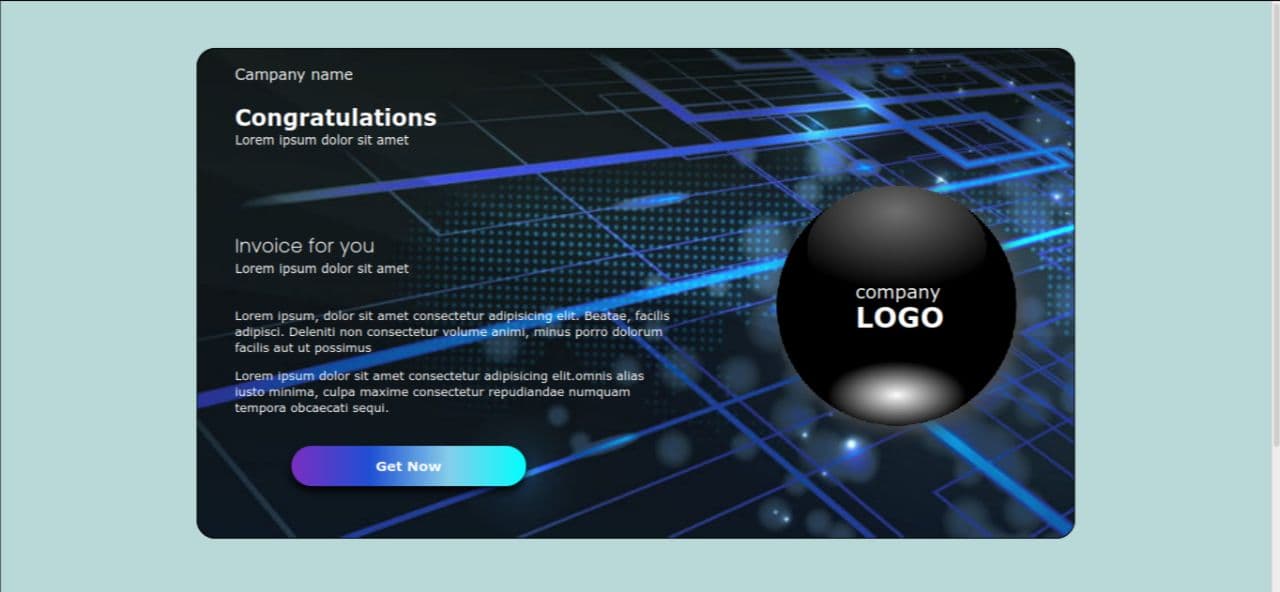 Campany name
Congratulations
Lorem ipsum dolor sit amet
Invoice for you
Lorem ipsum dolor sit amet
Lorem ipsum, dolor sit amet consectetur adipisicing elit. Beatae, facilis
adipisci. Deleniti non consectetur volume animi, minus porro dolorum
facilis aut ut possimus
Lorem ipsum dolor sit amet consectetur adipisicing elit.omnis alias
iusto minima, culpa maxime consectetur repudiandae numquam
tempora obcaecati sequi.
Get Now
company
LOGO